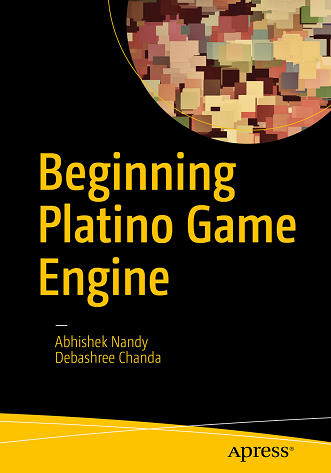 Beginning
Platino Game
Engine
—
Abhishek Nandy
Debashree Chanda
Apress®